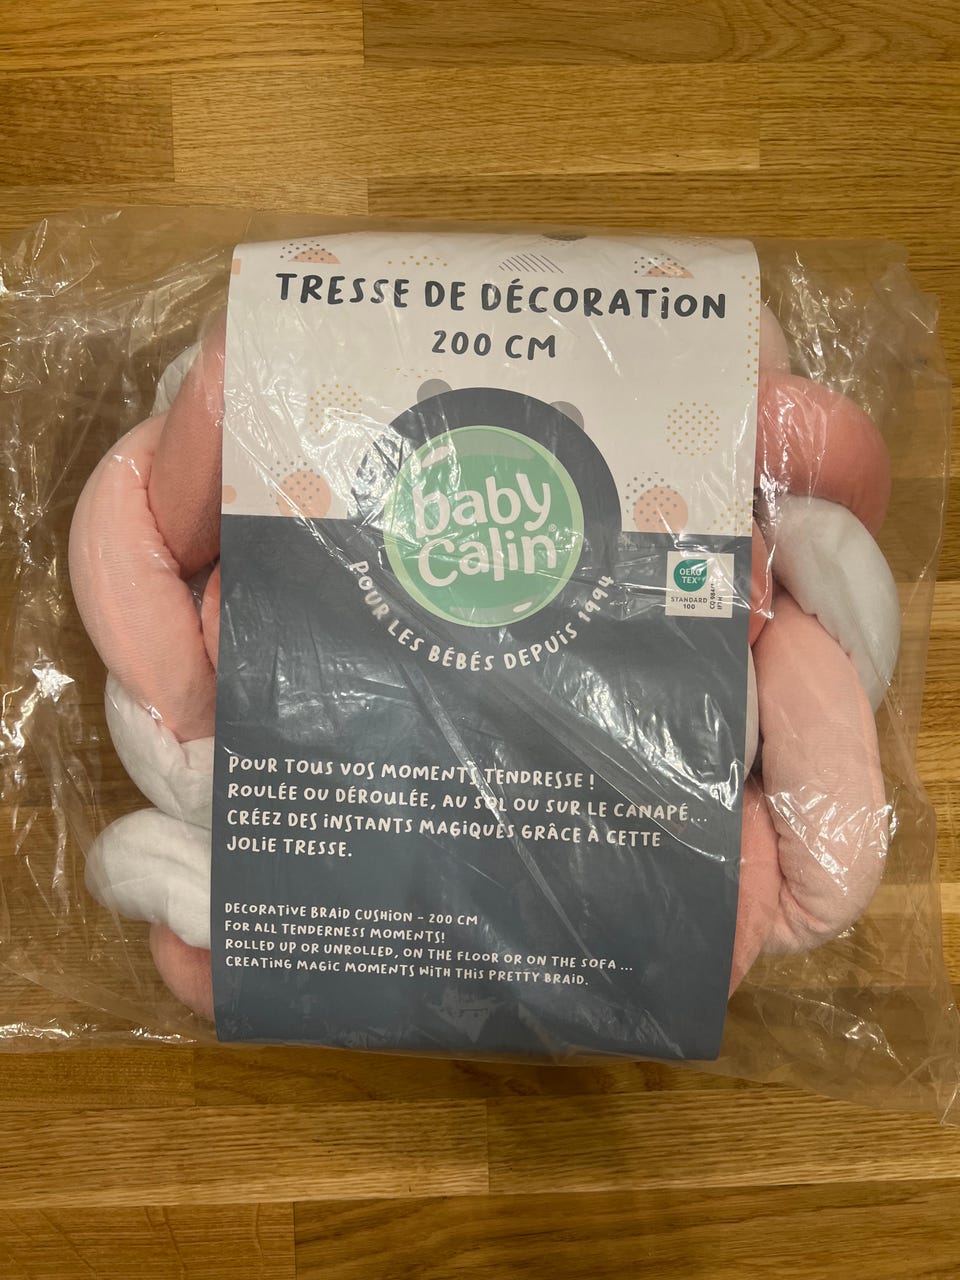 TRESSE DE DÉCORATION
200 CM
baby
Calin®
POUR LES BÉBÉS DEPUIS 1994
OEKO
TEX®
STANDARD
100
IFTH
POUR TOUS VOS MOMENTS TENDRESSE !
ROULÉE OU DÉROULÉE, AU SOL OU SUR LE CANAPÉ...
CRÉEZ DES INSTANTS MAGIQUES GRÂCE À CETTE
JOLIE TRESSE.
DECORATIVE BRAID CUSHION - 200 CM
FOR ALL TENDERNESS MOMENTS!
ROLLED UP OR UNROLLED, ON THE FLOOR OR ON THE SOFA ...
CREATING MAGIC MOMENTS WITH THIS PRETTY BRAID.